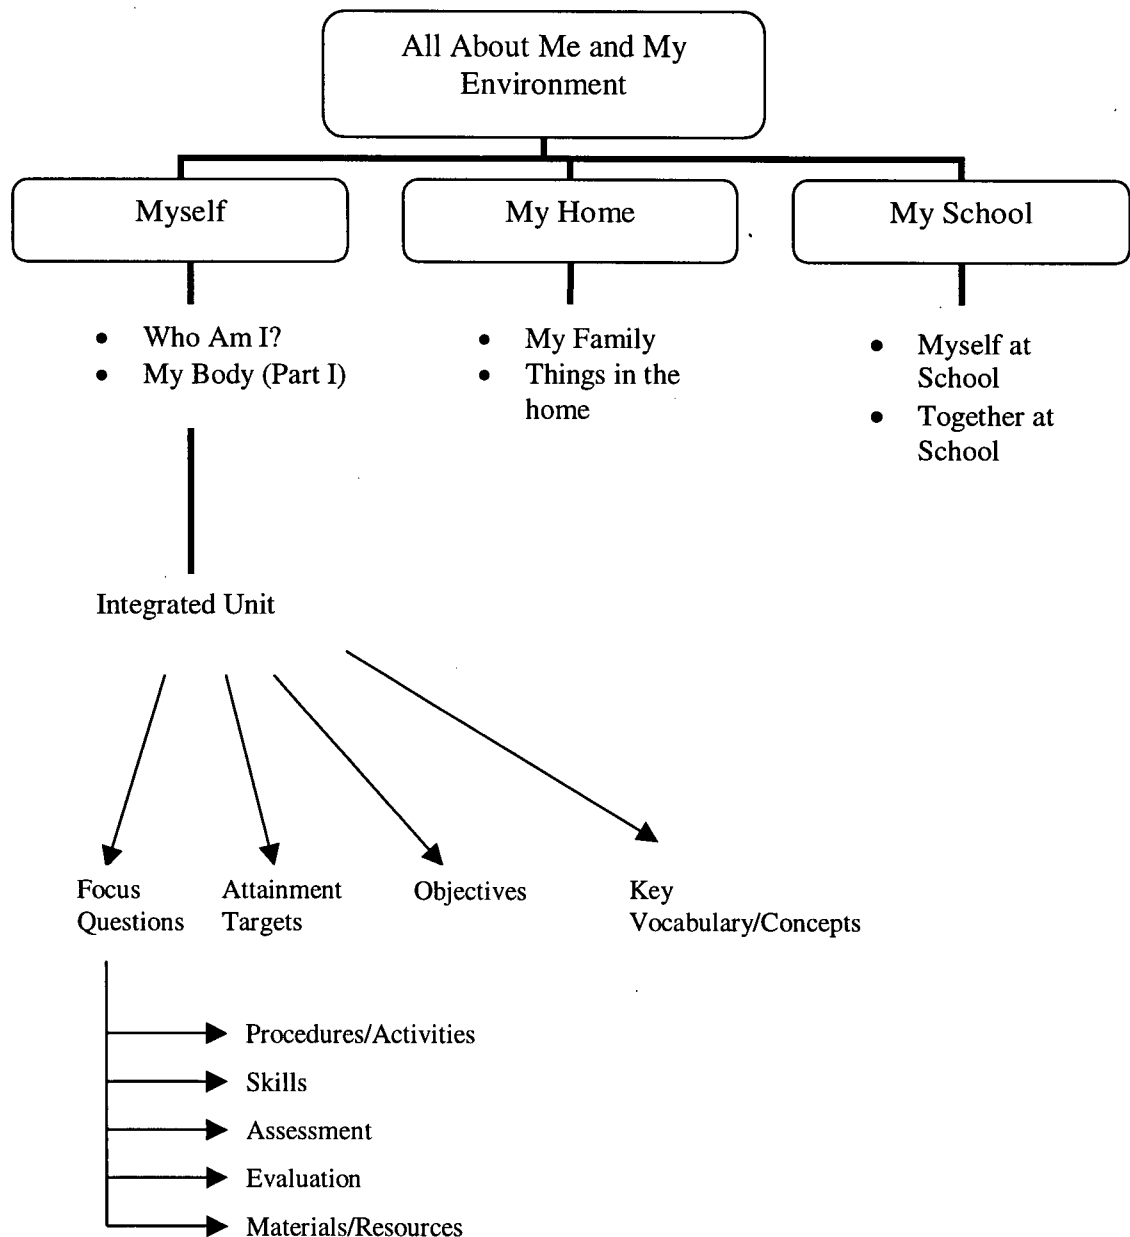 All About Me and My
Environment
Myself
My Home
My School
• Who Am I?
• My Body (Part I)
• My Family
• Things in the
home
• Myself at
School
• Together at
School
Integrated Unit
Focus
Questions
Attainment
Targets
Objectives
Key
Vocabulary/Concepts
Procedures/Activities
Skills
Assessment
Evaluation
Materials/Resources